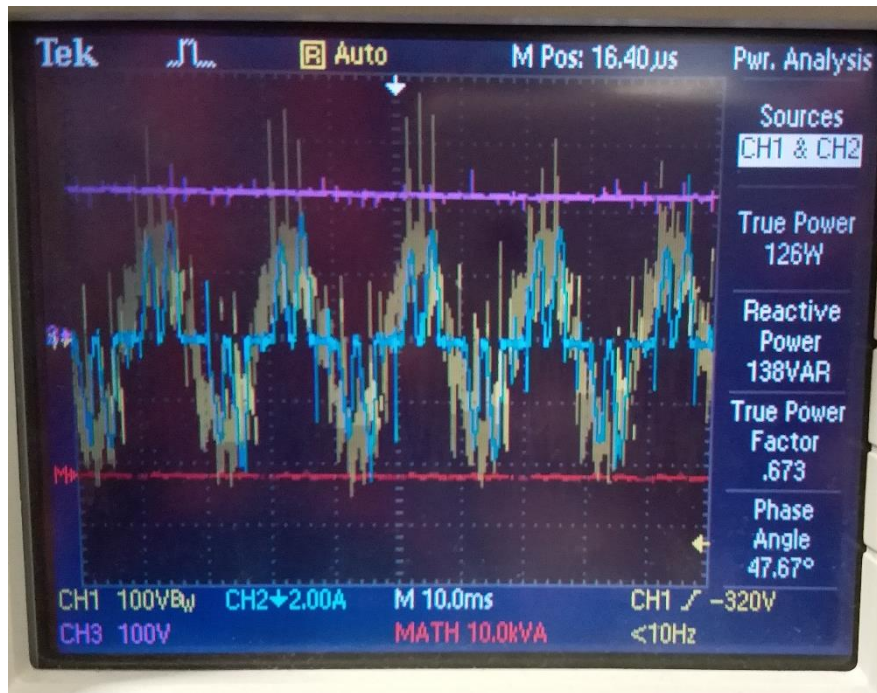 Tek R Auto M Pos: 16.40µs Pwr. Analysis
Sources
CH1 & CH2
True Power
126W
Reactive
Power
138VAR
True Power
Factor
.673
Phase
Angle
47.67°
M
CH1 100VBW CH2 2.00A M 10.0ms CH1 -320V
CH3 100V MATH 10.0kVA <10Hz